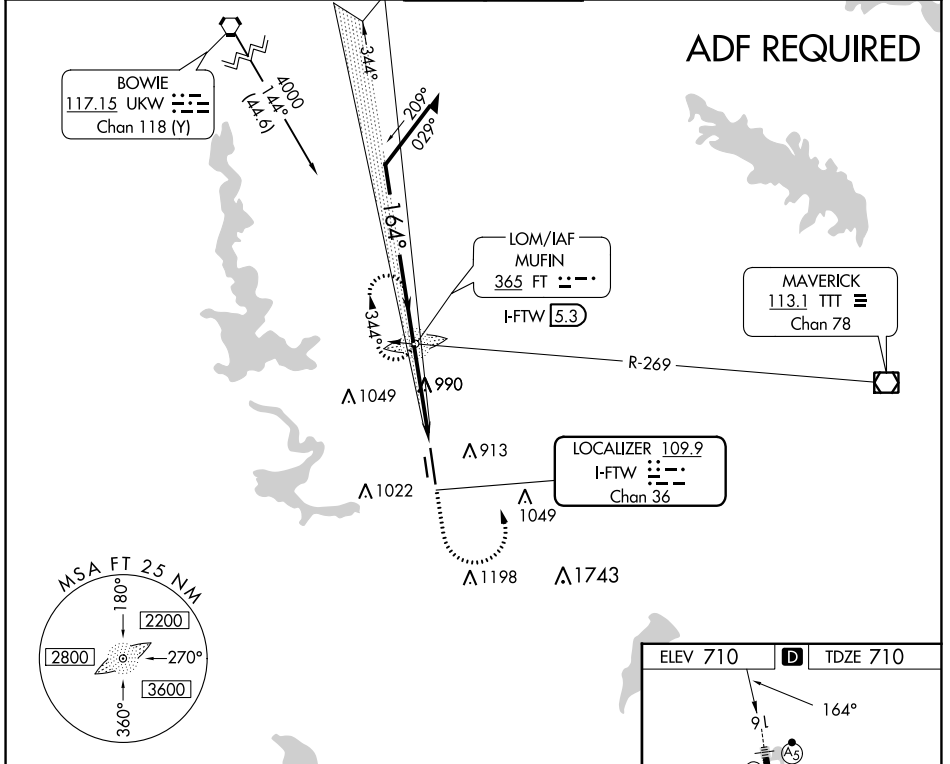 ADF REQUIRED
BOWIE
117.15 UKW
Chan 118 (Y)
4000
144°
(44.6)
344°
209°
029°
164°
LOM/IAF
MUFIN
365 FT
I-FTW 5.3
344°
MAVERICK
113.1 TTT
Chan 78
R-269
1049
990
913
1022
LOCALIZER 109.9
I-FTW
Chan 36
1049
1198
1743
MSA FT 25 NM
180°
2200
2800
270°
3600
360°
ELEV 710 D TDZE 710
164°
16
A5